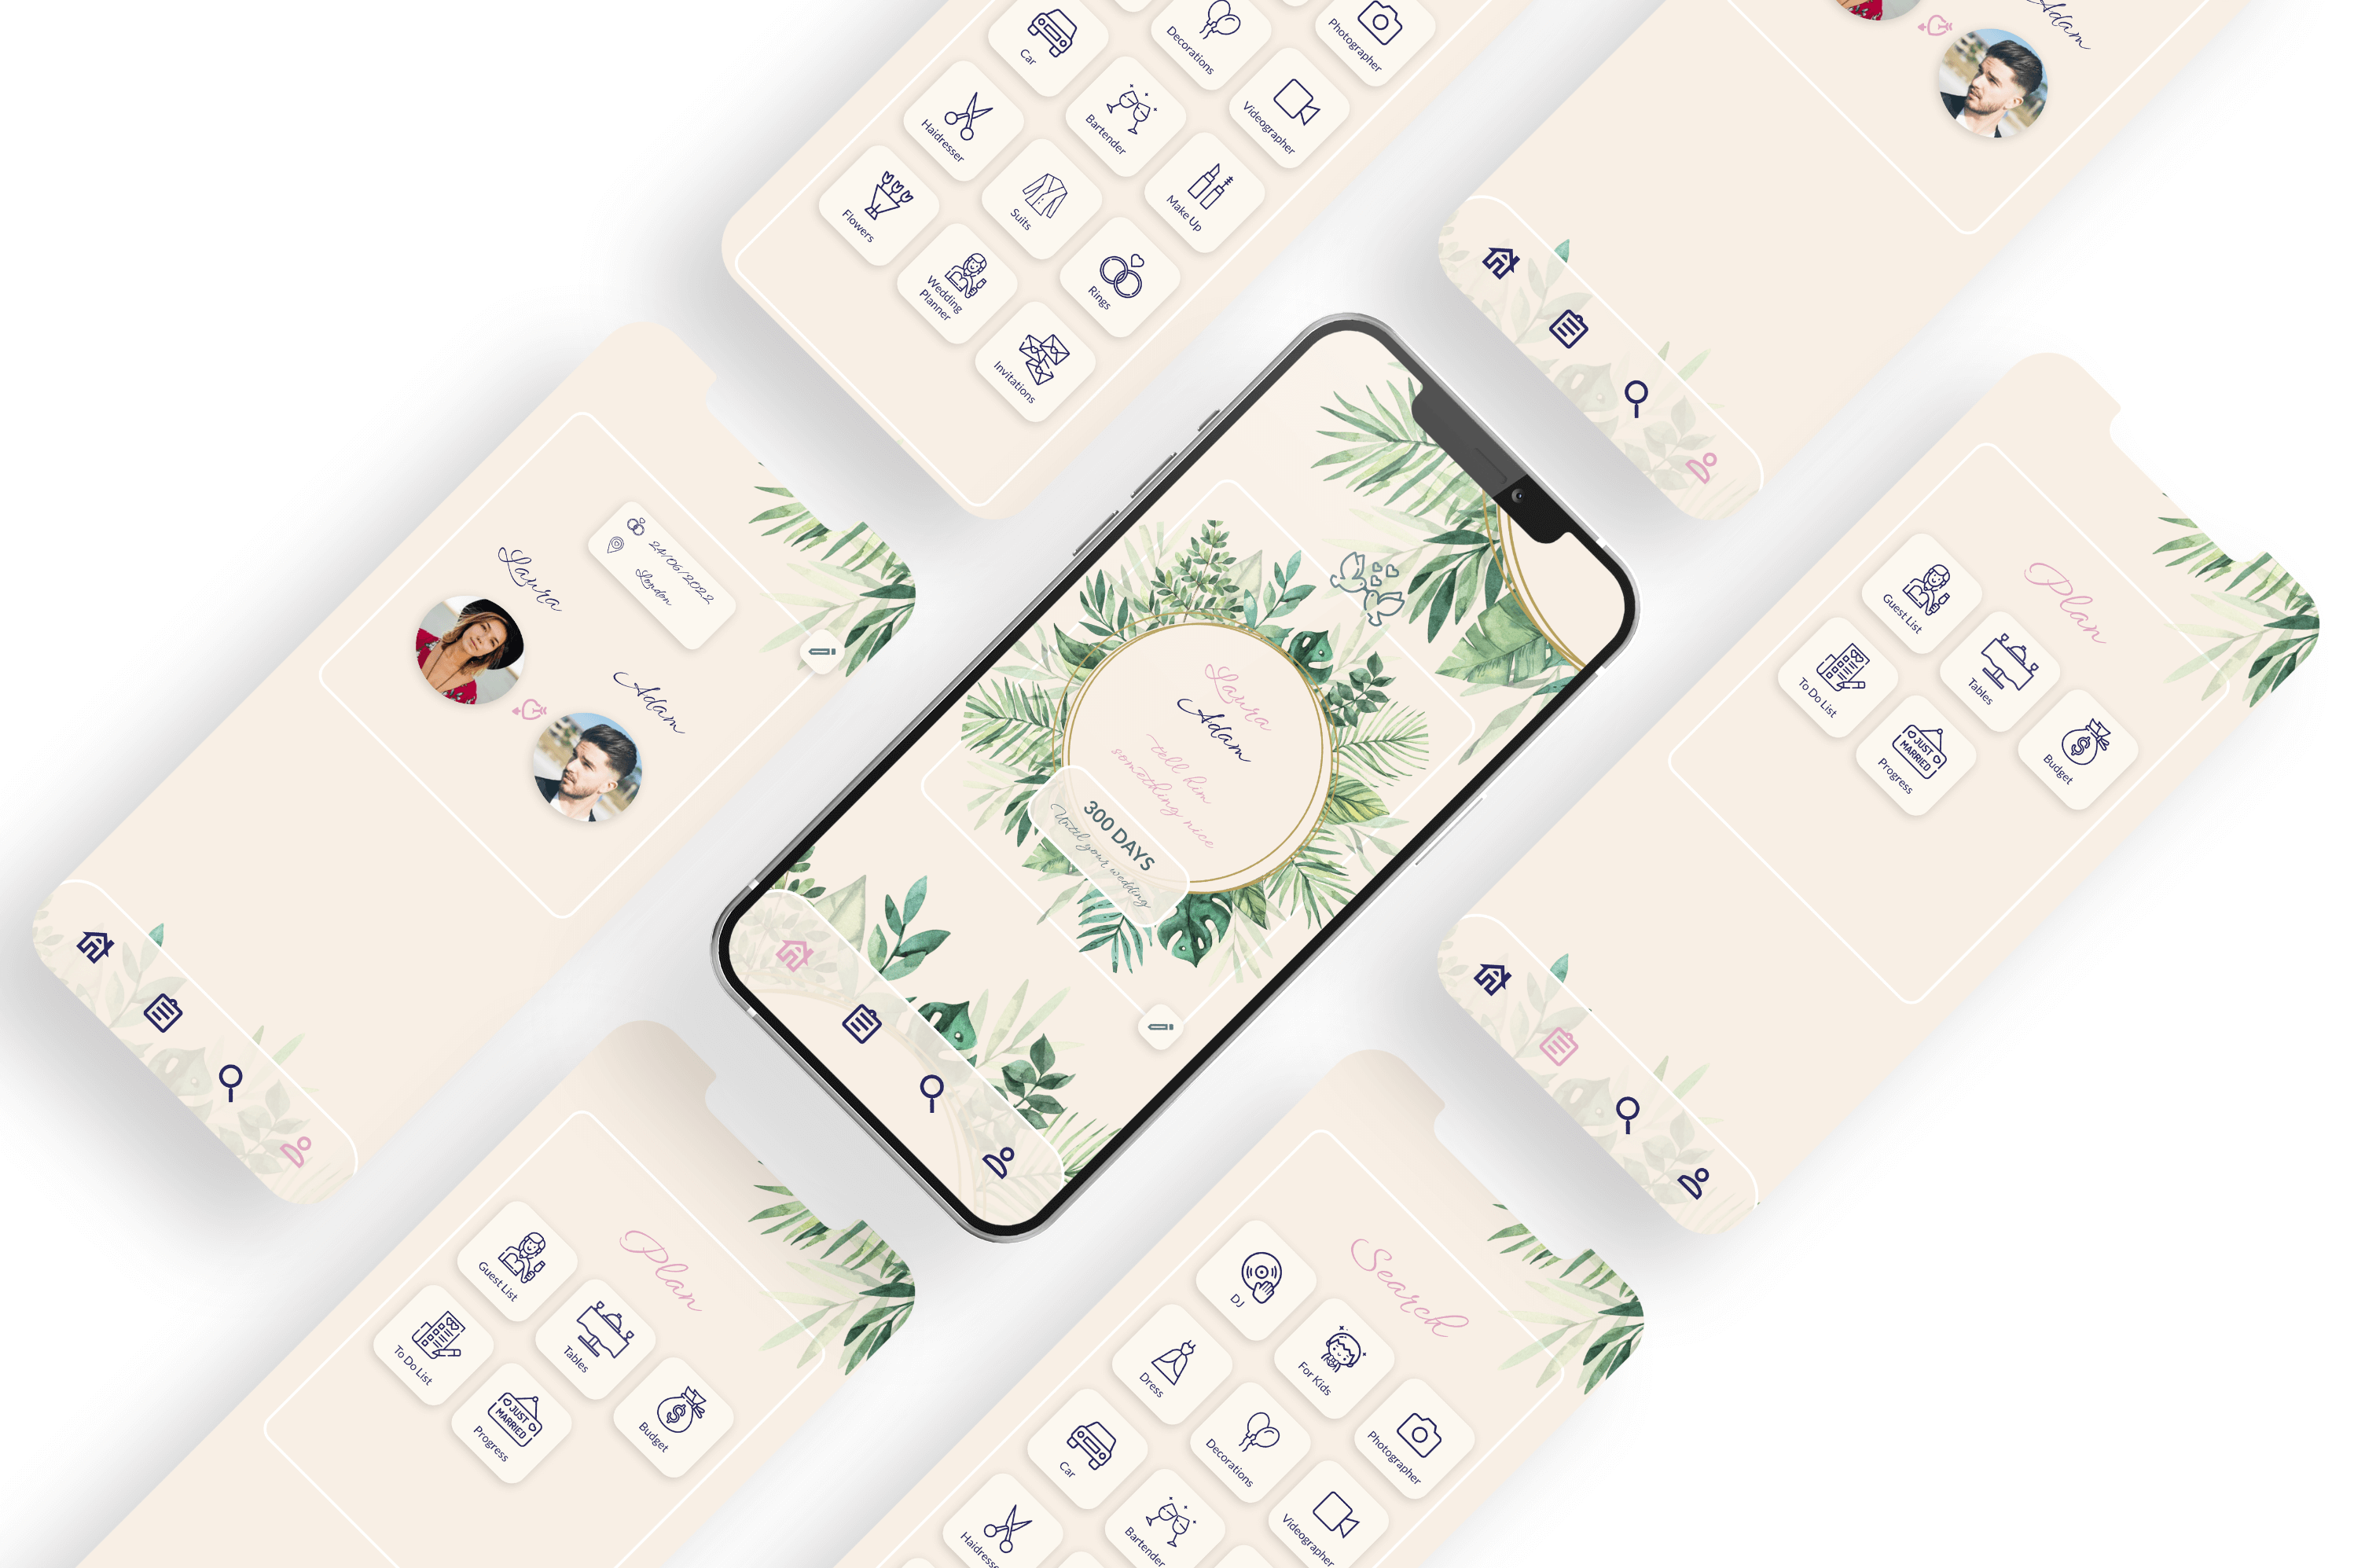 Car
Decorations
Photographer
Haidresser
Bartender
Videographer
Flowers
Suits
Make Up
Wedding
Planner
Rings
Invitations
Adam
Laura
24/06/2022
London
Adam
Laura
Adam
tell him
something nice
300 DAYS
Until your wedding
Plan
Guest List
Tables
Budget
To Do List
Progress
JUST
MARRIED
Plan
Guest List
Tables
Budget
To Do List
Progress
JUST
MARRIED
Search
DJ
For Kids
Photographer
Dress
Decorations
Videographer
Car
Bartender